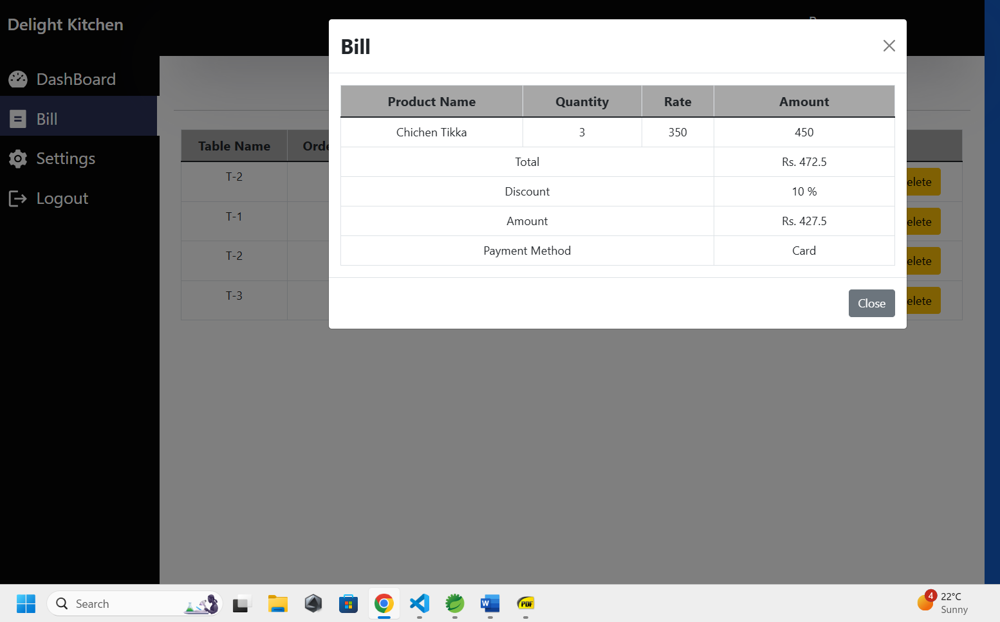 Delight Kitchen
DashBoard
Bill
Settings
Logout
Table Name
T-2
T-1
T-2
T-3
Bill
Product Name Quantity Rate Amount
Chichen Tikka 3 350 450
Total Rs. 472.5
Discount 10 %
Amount Rs. 427.5
Payment Method Card
Close
elete
elete
elete
elete
Search
W
PDF
4
22°C
Sunny